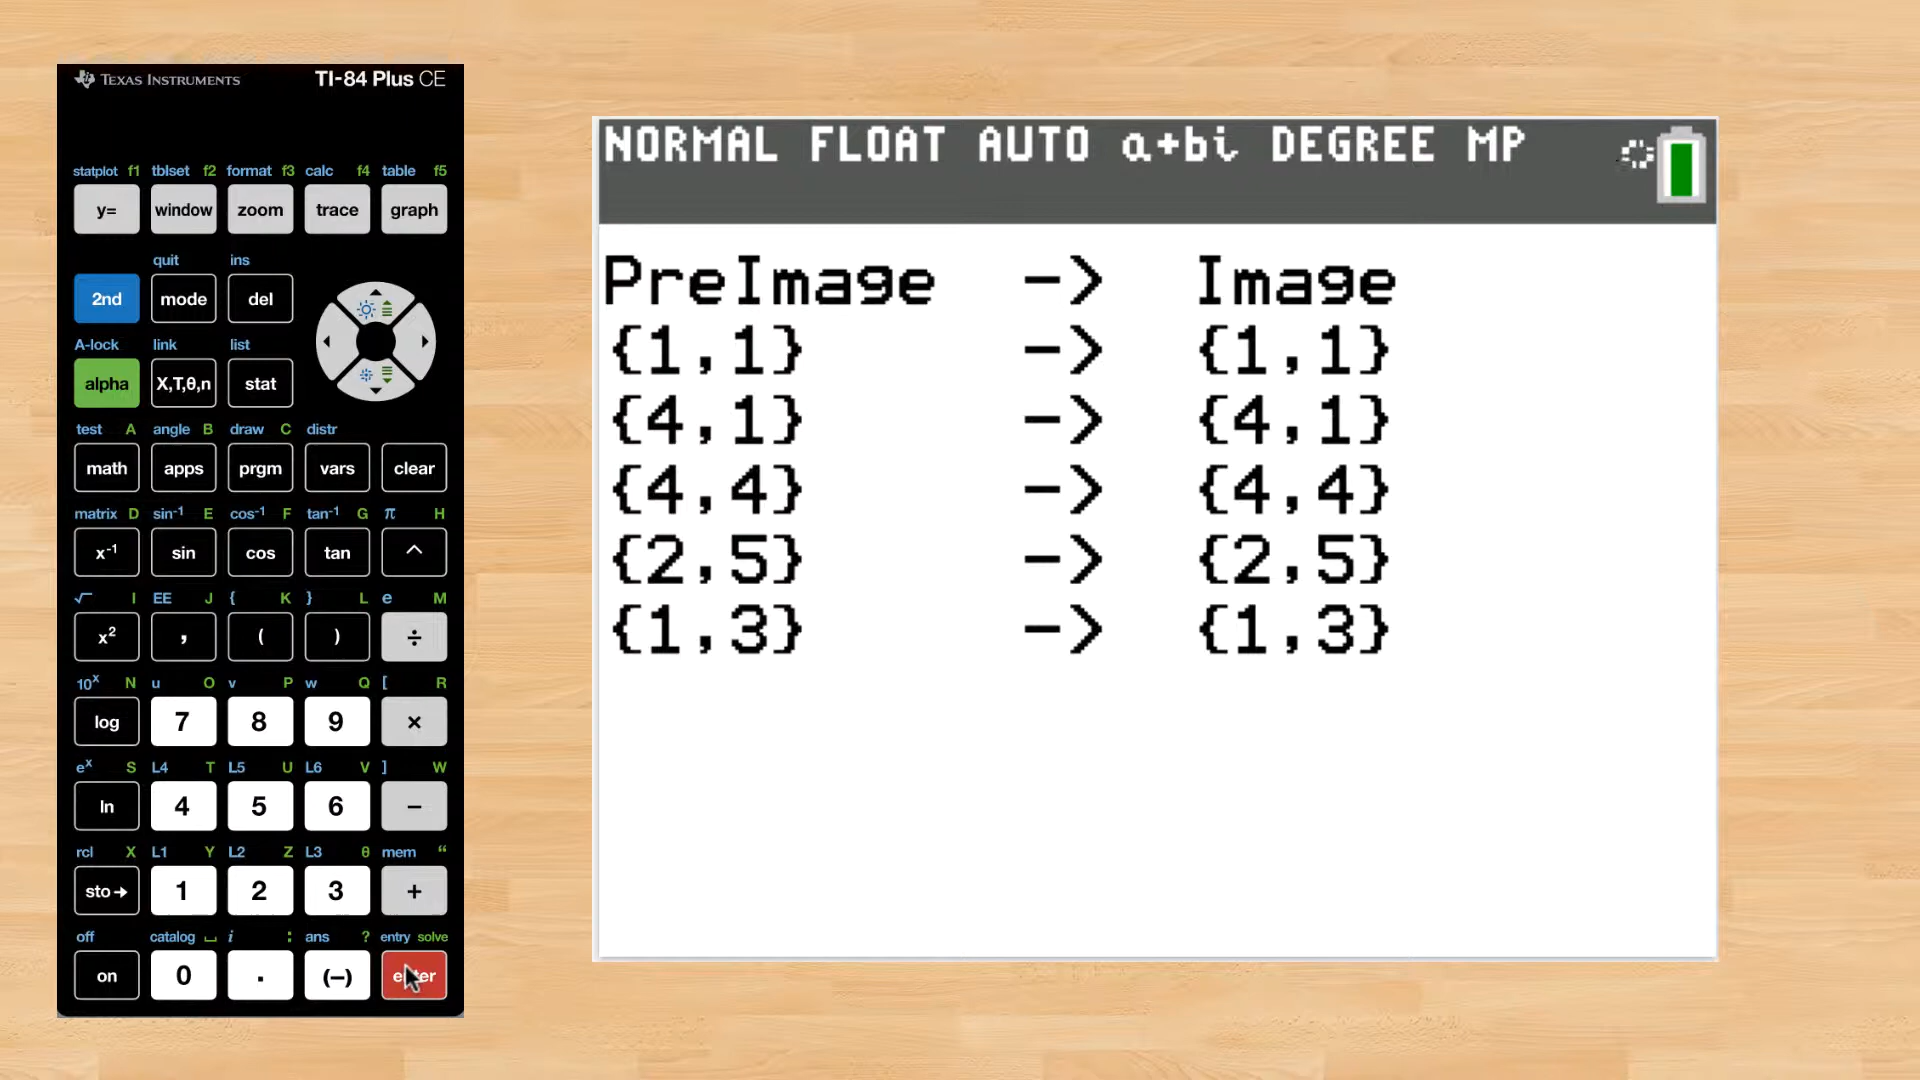 TEXAS INSTRUMENTS TI-84 Plus CE
statplot f1 tblset f2 format f3 calc f4 table f5
y= window zoom trace graph
quit ins
2nd mode del
A-lock link list
alpha X,T,θ,n stat
test A angle B draw C distr
math apps prgm vars clear
matrix D sin⁻¹ E cos⁻¹ F tan⁻¹ G π H
x⁻¹ sin cos tan ^
√ I EE J { K } L e M
x² , ( ) ÷
10ˣ N u O v P w Q [ R
log 7 8 9 ×
eˣ S L4 T L5 U L6 V ] W
ln 4 5 6 −
rcl X L1 Y L2 Z L3 θ mem “
sto→ 1 2 3 +
off catalog ⎵ i : ans ? entry solve
on 0 . (−) enter
NORMAL FLOAT AUTO a+bi DEGREE MP
PreImage -> Image
{1,1} -> {1,1}
{4,1} -> {4,1}
{4,4} -> {4,4}
{2,5} -> {2,5}
{1,3} -> {1,3}